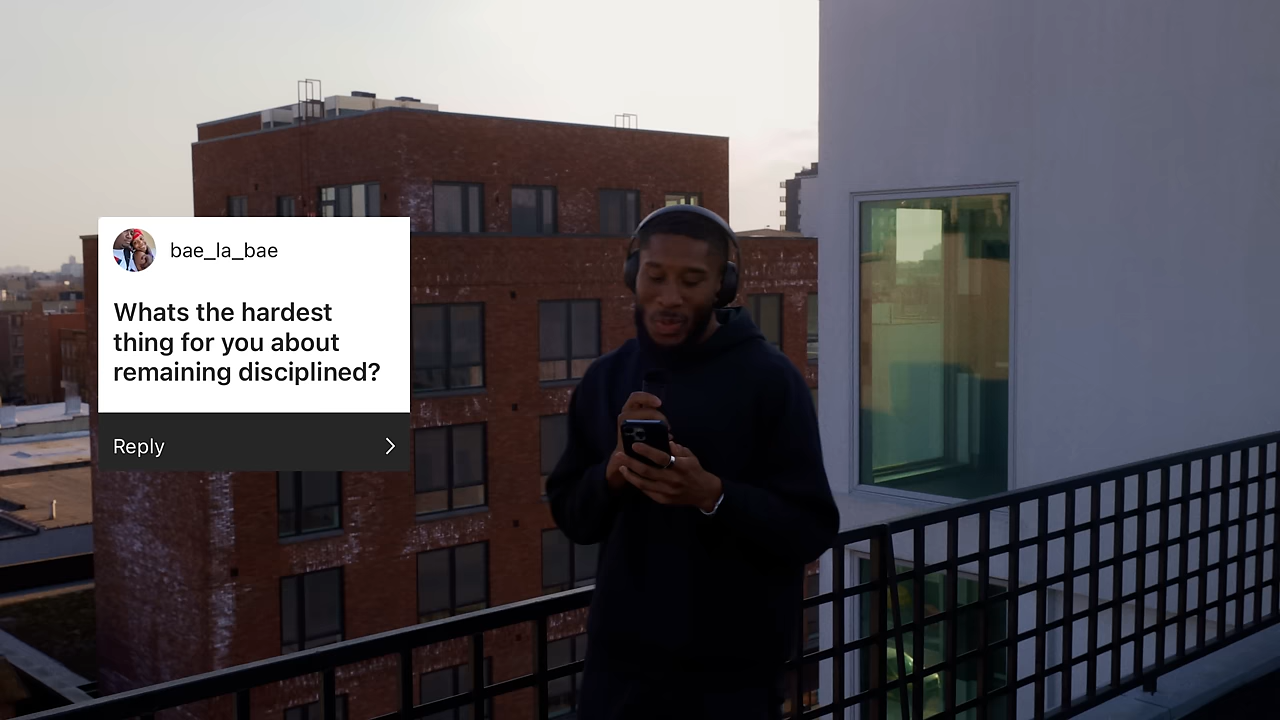 bae_la_bae
Whats the hardest
thing for you about
remaining disciplined?
Reply